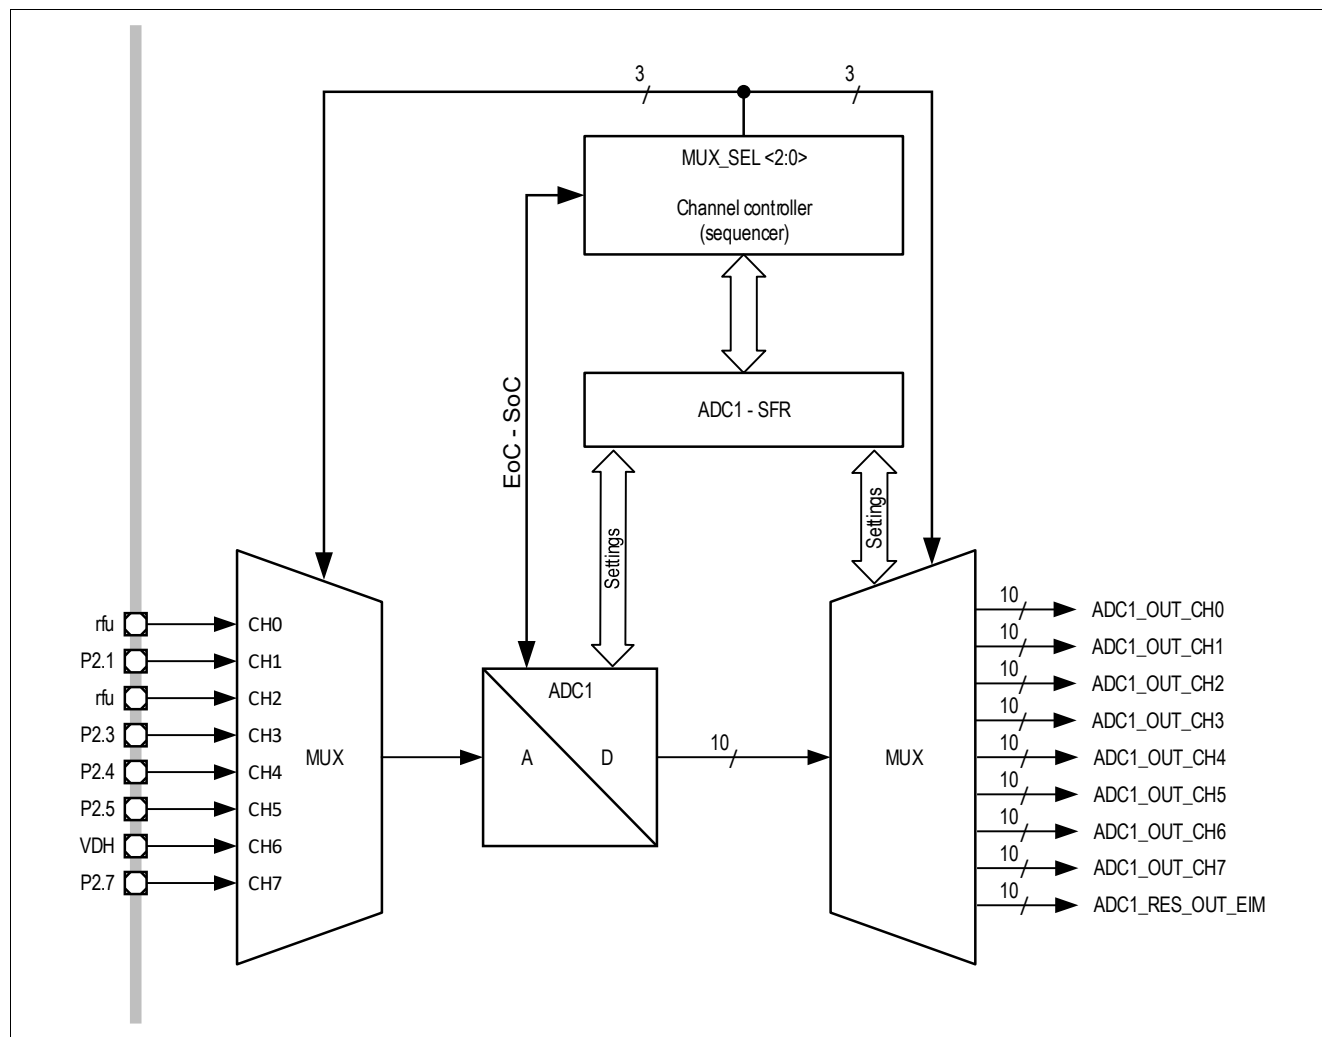 3
3
MUX_SEL <2:0>
Channel controller
(sequencer)
EoC - SoC
ADC1 - SFR
Settings
Settings
rfu
P2.1
rfu
P2.3
P2.4
P2.5
VDH
P2.7
CH0
CH1
CH2
CH3
CH4
CH5
CH6
CH7
MUX
ADC1
A
D
10
MUX
10
ADC1_OUT_CH0
10
ADC1_OUT_CH1
10
ADC1_OUT_CH2
10
ADC1_OUT_CH3
10
ADC1_OUT_CH4
10
ADC1_OUT_CH5
10
ADC1_OUT_CH6
10
ADC1_OUT_CH7
10
ADC1_RES_OUT_EIM